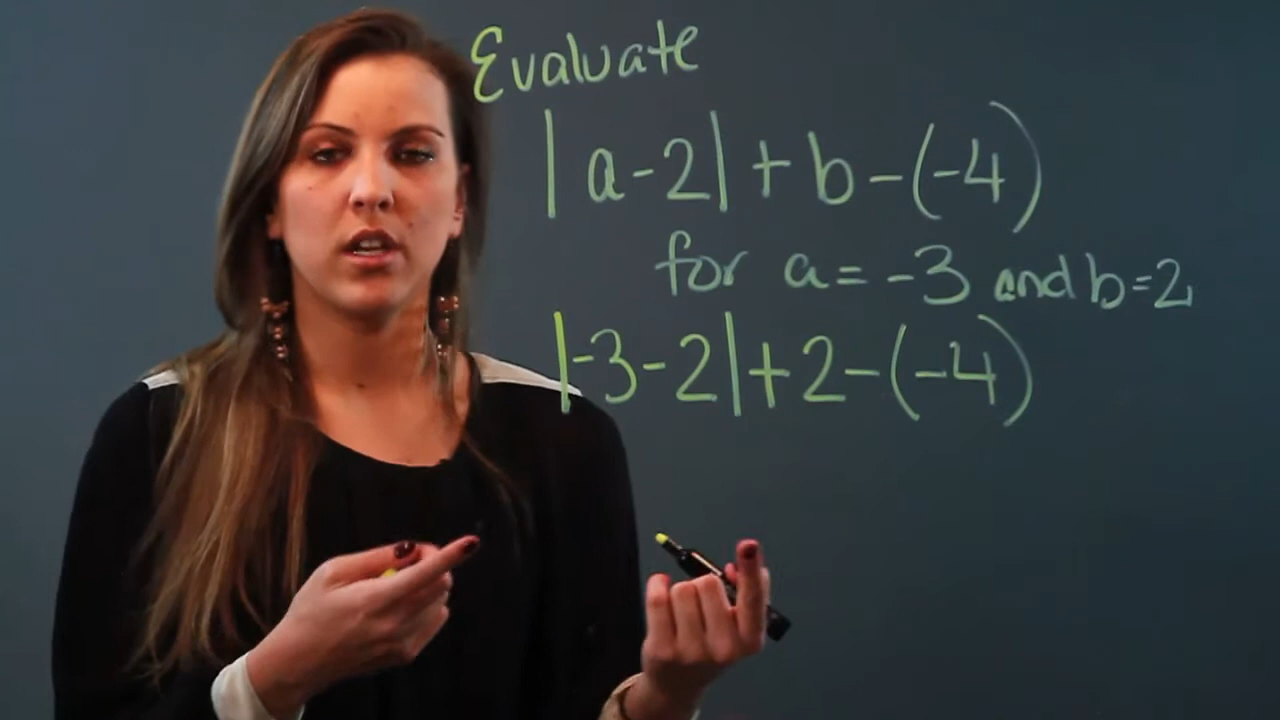 Evaluate
|a-2|+b-(-4)
for a=-3 and b=2
|-3-2|+2-(-4)